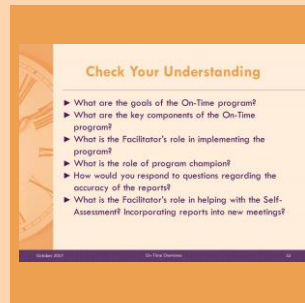 Check Your Understanding
► What are the goals of the On-Time program?
► What are the key components of the On-Time
program?
► What is the Facilitator's role in implementing the
program?
► What is the role of program champion?
► How would you respond to questions regarding the
accuracy of the reports?
► What is the Facilitator's role in helping with the Self-
Assessment? Incorporating reports into new meetings?
October 2017
On-Time Overview